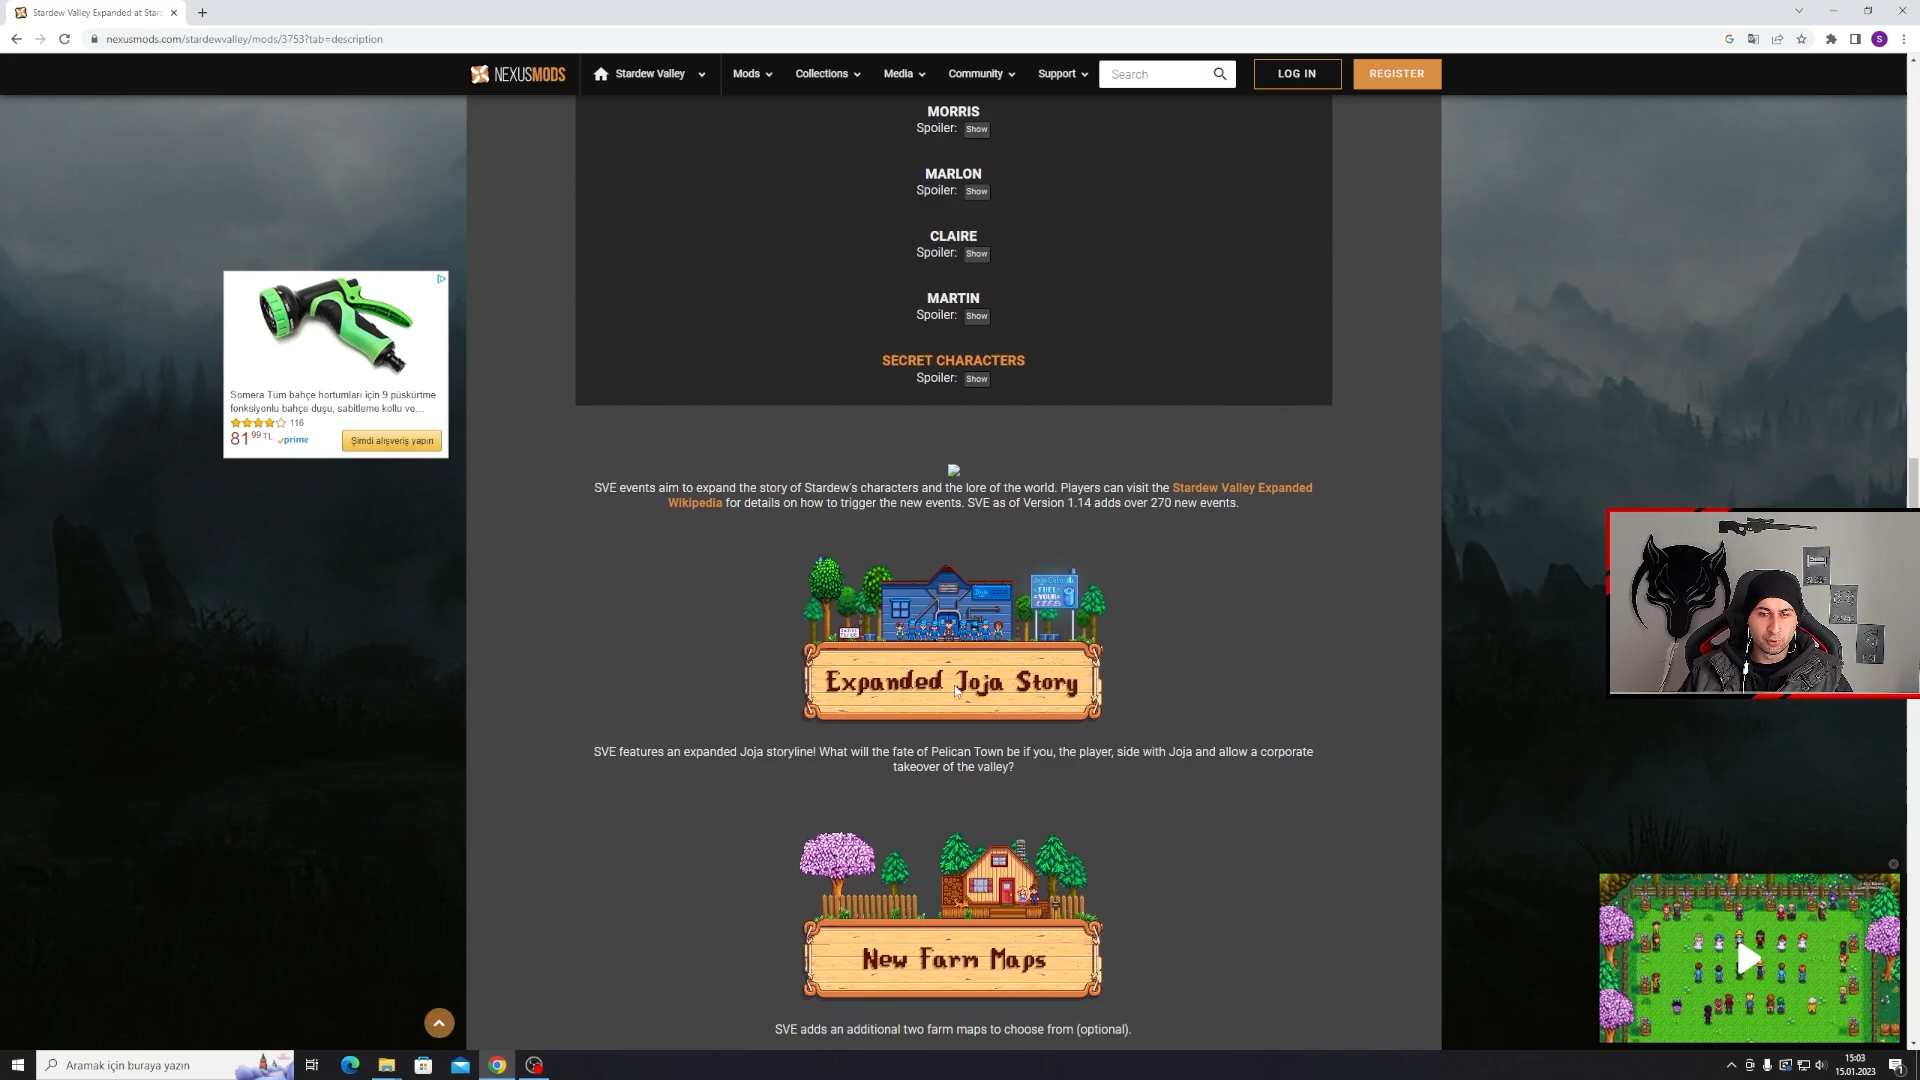 Stardew Valley Expanded at Star
nexusmods.com/stardewvalley/mods/3753?tab=description
NEXUSMODS
Stardew Valley
Mods
Collections
Media
Community
Support
Search
LOG IN
REGISTER
MORRIS
Spoiler: Show
MARLON
Spoiler: Show
CLAIRE
Spoiler: Show
MARTIN
Spoiler: Show
SECRET CHARACTERS
Spoiler: Show
Somera Tüm bahçe hortumları için 9 püskürtme
fonksiyonlu bahçe duşu, sabitleme kollu ve...
116
81 99 TL prime
Şimdi alışveriş yapın
SVE events aim to expand the story of Stardew's characters and the lore of the world. Players can visit the Stardew Valley Expanded
Wikipedia for details on how to trigger the new events. SVE as of Version 1.14 adds over 270 new events.
Joja
FUEL
YOUR
LIFE
Expanded Joja Story
SVE features an expanded Joja storyline! What will the fate of Pelican Town be if you, the player, side with Joja and allow a corporate
takeover of the valley?
New Farm Maps
SVE adds an additional two farm maps to choose from (optional).
Aramak için buraya yazın
15:03
15.01.2023